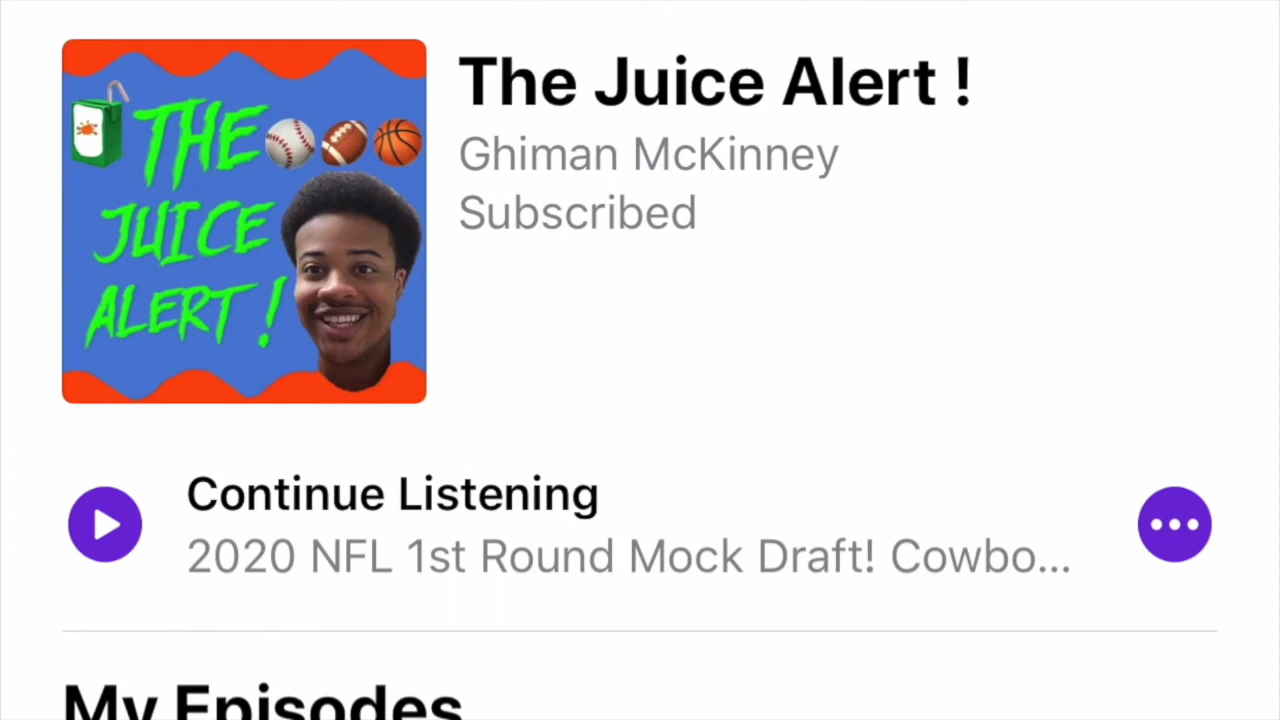 THE
JUICE
ALERT !
The Juice Alert !
Ghiman McKinney
Subscribed
Continue Listening
2020 NFL 1st Round Mock Draft! Cowbo...
My Episodes